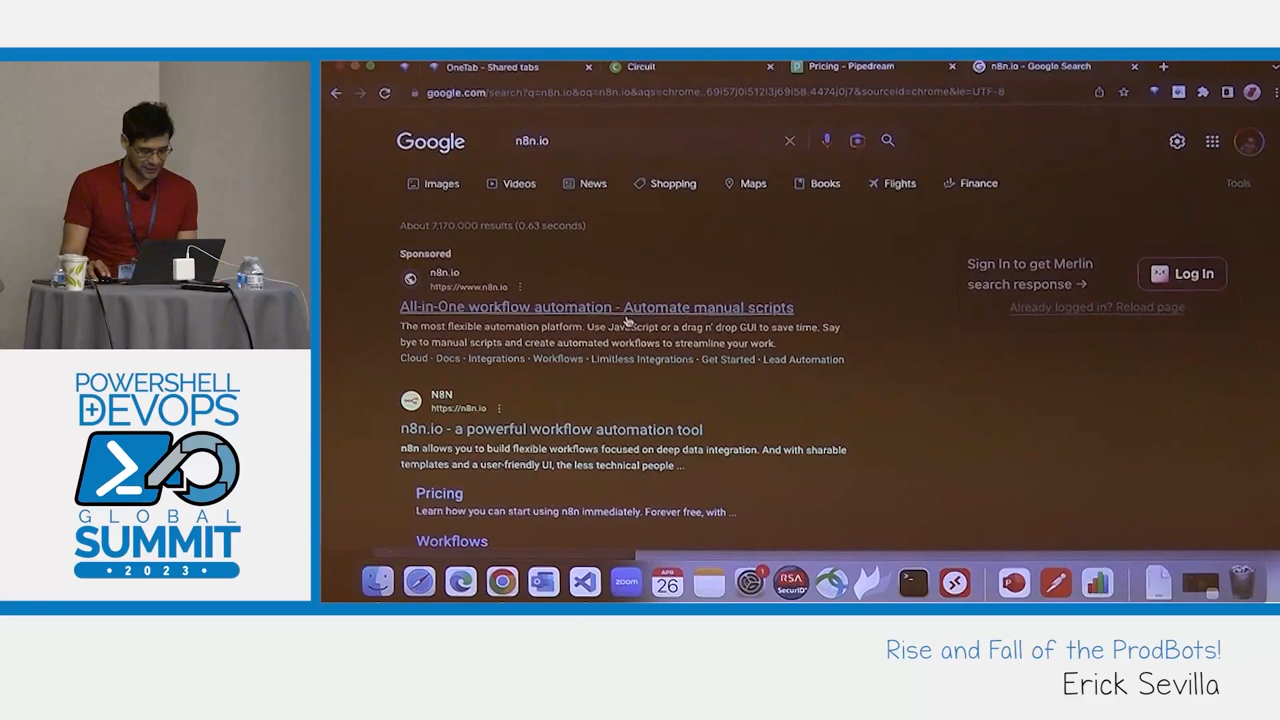 OneTab - Shared tabs
Circuit
Pricing - Pipedream
n8n.io - Google Search
google.com/search?q=n8n.io&oq=n8n.io&aqs=chrome..69i57j0i512l3j69i58.4474j0j7&sourceid=chrome&ie=UTF-8
Google
n8n.io
Images
Videos
News
Shopping
Maps
Books
Flights
Finance
Tools
About 7,170,000 results (0.63 seconds)
Sponsored
n8n.io
https://www.n8n.io
All-in-One workflow automation - Automate manual scripts
The most flexible automation platform. Use JavaScript or a drag n' drop GUI to save time. Say
bye to manual scripts and create automated workflows to streamline your work.
Cloud · Docs · Integrations · Workflows · Limitless Integrations · Get Started · Lead Automation
Sign In to get Merlin
search response →
Log In
Already logged in? Reload page
N8N
https://n8n.io
n8n.io - a powerful workflow automation tool
n8n allows you to build flexible workflows focused on deep data integration. And with sharable
templates and a user-friendly UI, the less technical people ...
Pricing
Learn how you can start using n8n immediately. Forever free, with ...
Workflows
zoom
APR
26
1
RSA
SecurID
POWERSHELL
+DEVOPS
GLOBAL
SUMMIT
• 2023 •
Rise and Fall of the ProdBots!
Erick Sevilla